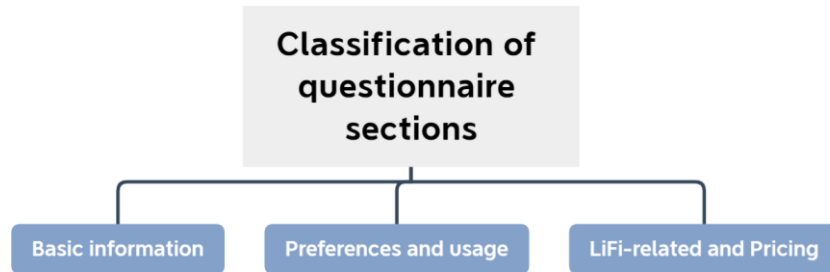 Classification of
questionnaire
sections
Basic information
Preferences and usage
LiFi-related and Pricing